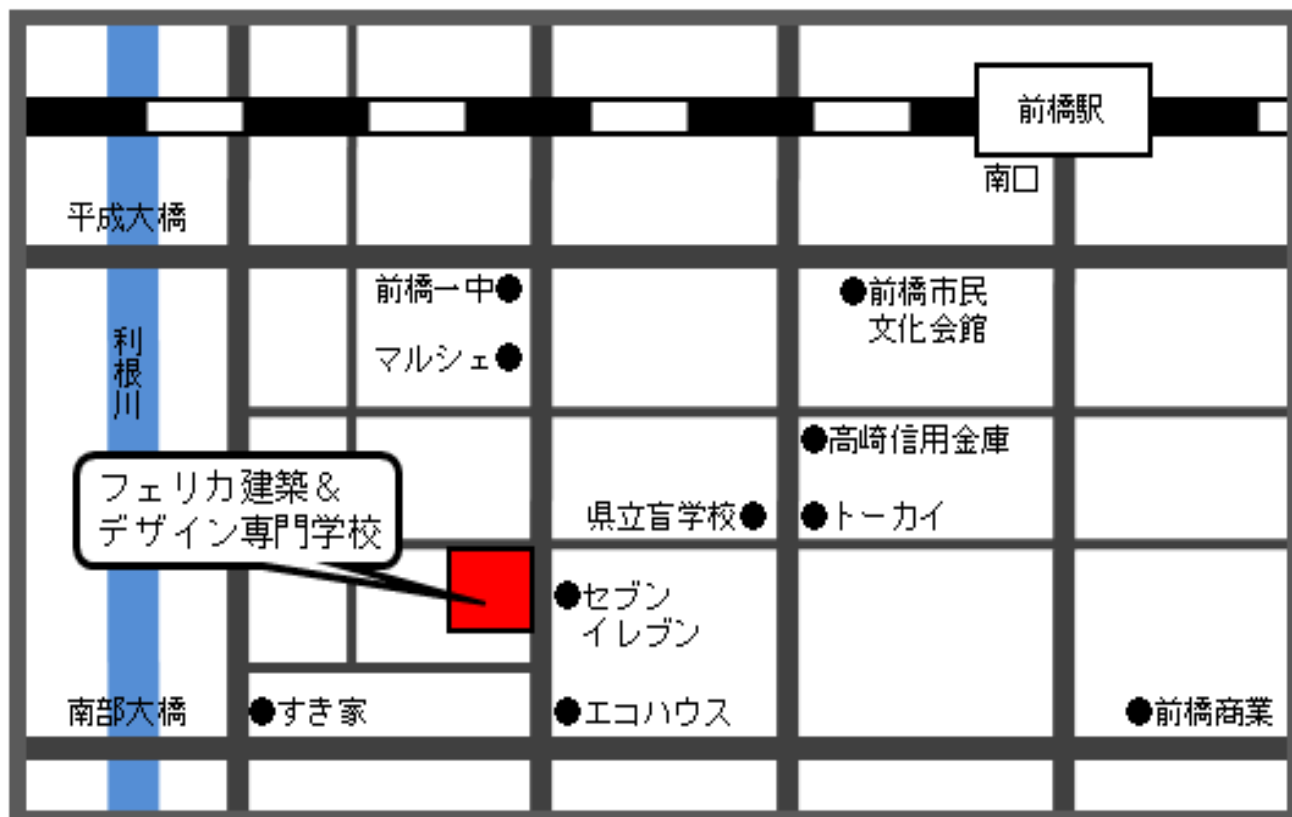 前橋駅
南口
平成大橋
前橋一中
前橋市民
文化会館
利根川
マルシェ
高崎信用金庫
フェリカ建築＆
デザイン専門学校
県立盲学校
トーカイ
セブン
イレブン
南部大橋
すき家
エコハウス
前橋商業